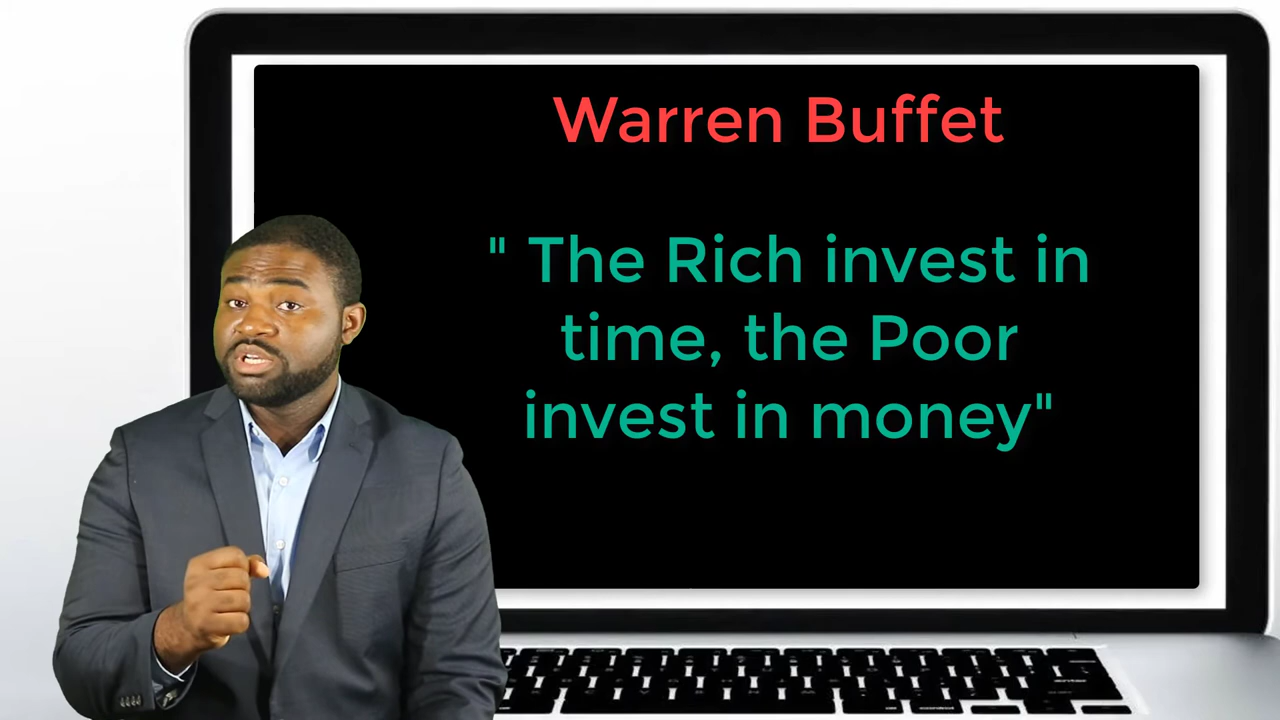 Warren Buffet
" The Rich invest in
time, the Poor
invest in money"